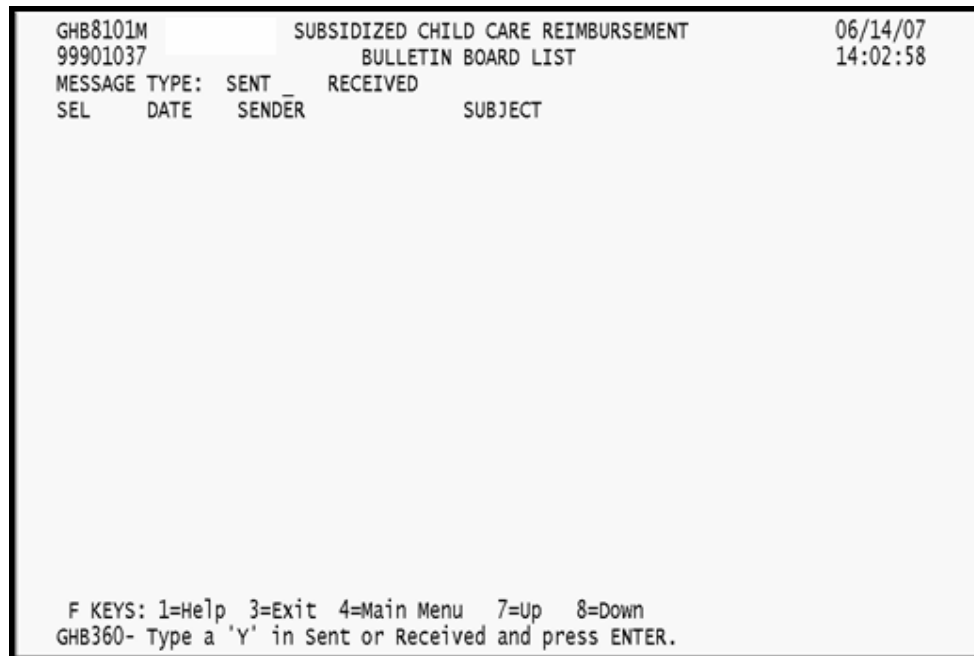 GHB8101M SUBSIDIZED CHILD CARE REIMBURSEMENT 06/14/07
99901037 BULLETIN BOARD LIST 14:02:58
MESSAGE TYPE: SENT _ RECEIVED
SEL DATE SENDER SUBJECT
F KEYS: 1=Help 3=Exit 4=Main Menu 7=Up 8=Down
GHB360- Type a 'Y' in Sent or Received and press ENTER.